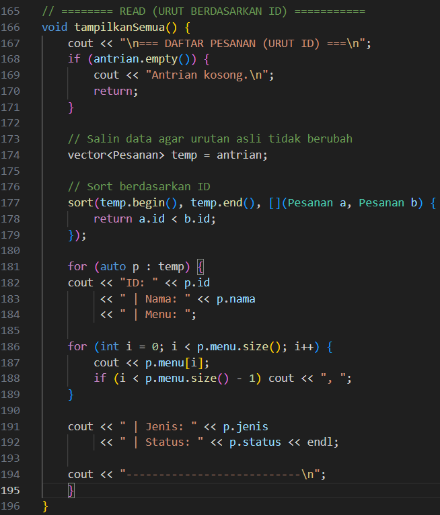 165 // ======== READ (URUT BERDASARKAN ID) ===========
166 void tampilkanSemua() {
167     cout << "\n=== DAFTAR PESANAN (URUT ID) ===\n";
168     if (antrian.empty()) {
169         cout << "Antrian kosong.\n";
170         return;
171     }
172
173     // Salin data agar urutan asli tidak berubah
174     vector<Pesanan> temp = antrian;
175
176     // Sort berdasarkan ID
177     sort(temp.begin(), temp.end(), [](Pesanan a, Pesanan b) {
178         return a.id < b.id;
179     });
180
181     for (auto p : temp) {
182     cout << "ID: " << p.id
183          << " | Nama: " << p.nama
184          << " | Menu: ";
185
186     for (int i = 0; i < p.menu.size(); i++) {
187         cout << p.menu[i];
188         if (i < p.menu.size() - 1) cout << ", ";
189     }
190
191     cout << " | Jenis: " << p.jenis
192          << " | Status: " << p.status << endl;
193
194     cout << "---------------------------\n";
195     }
196 }